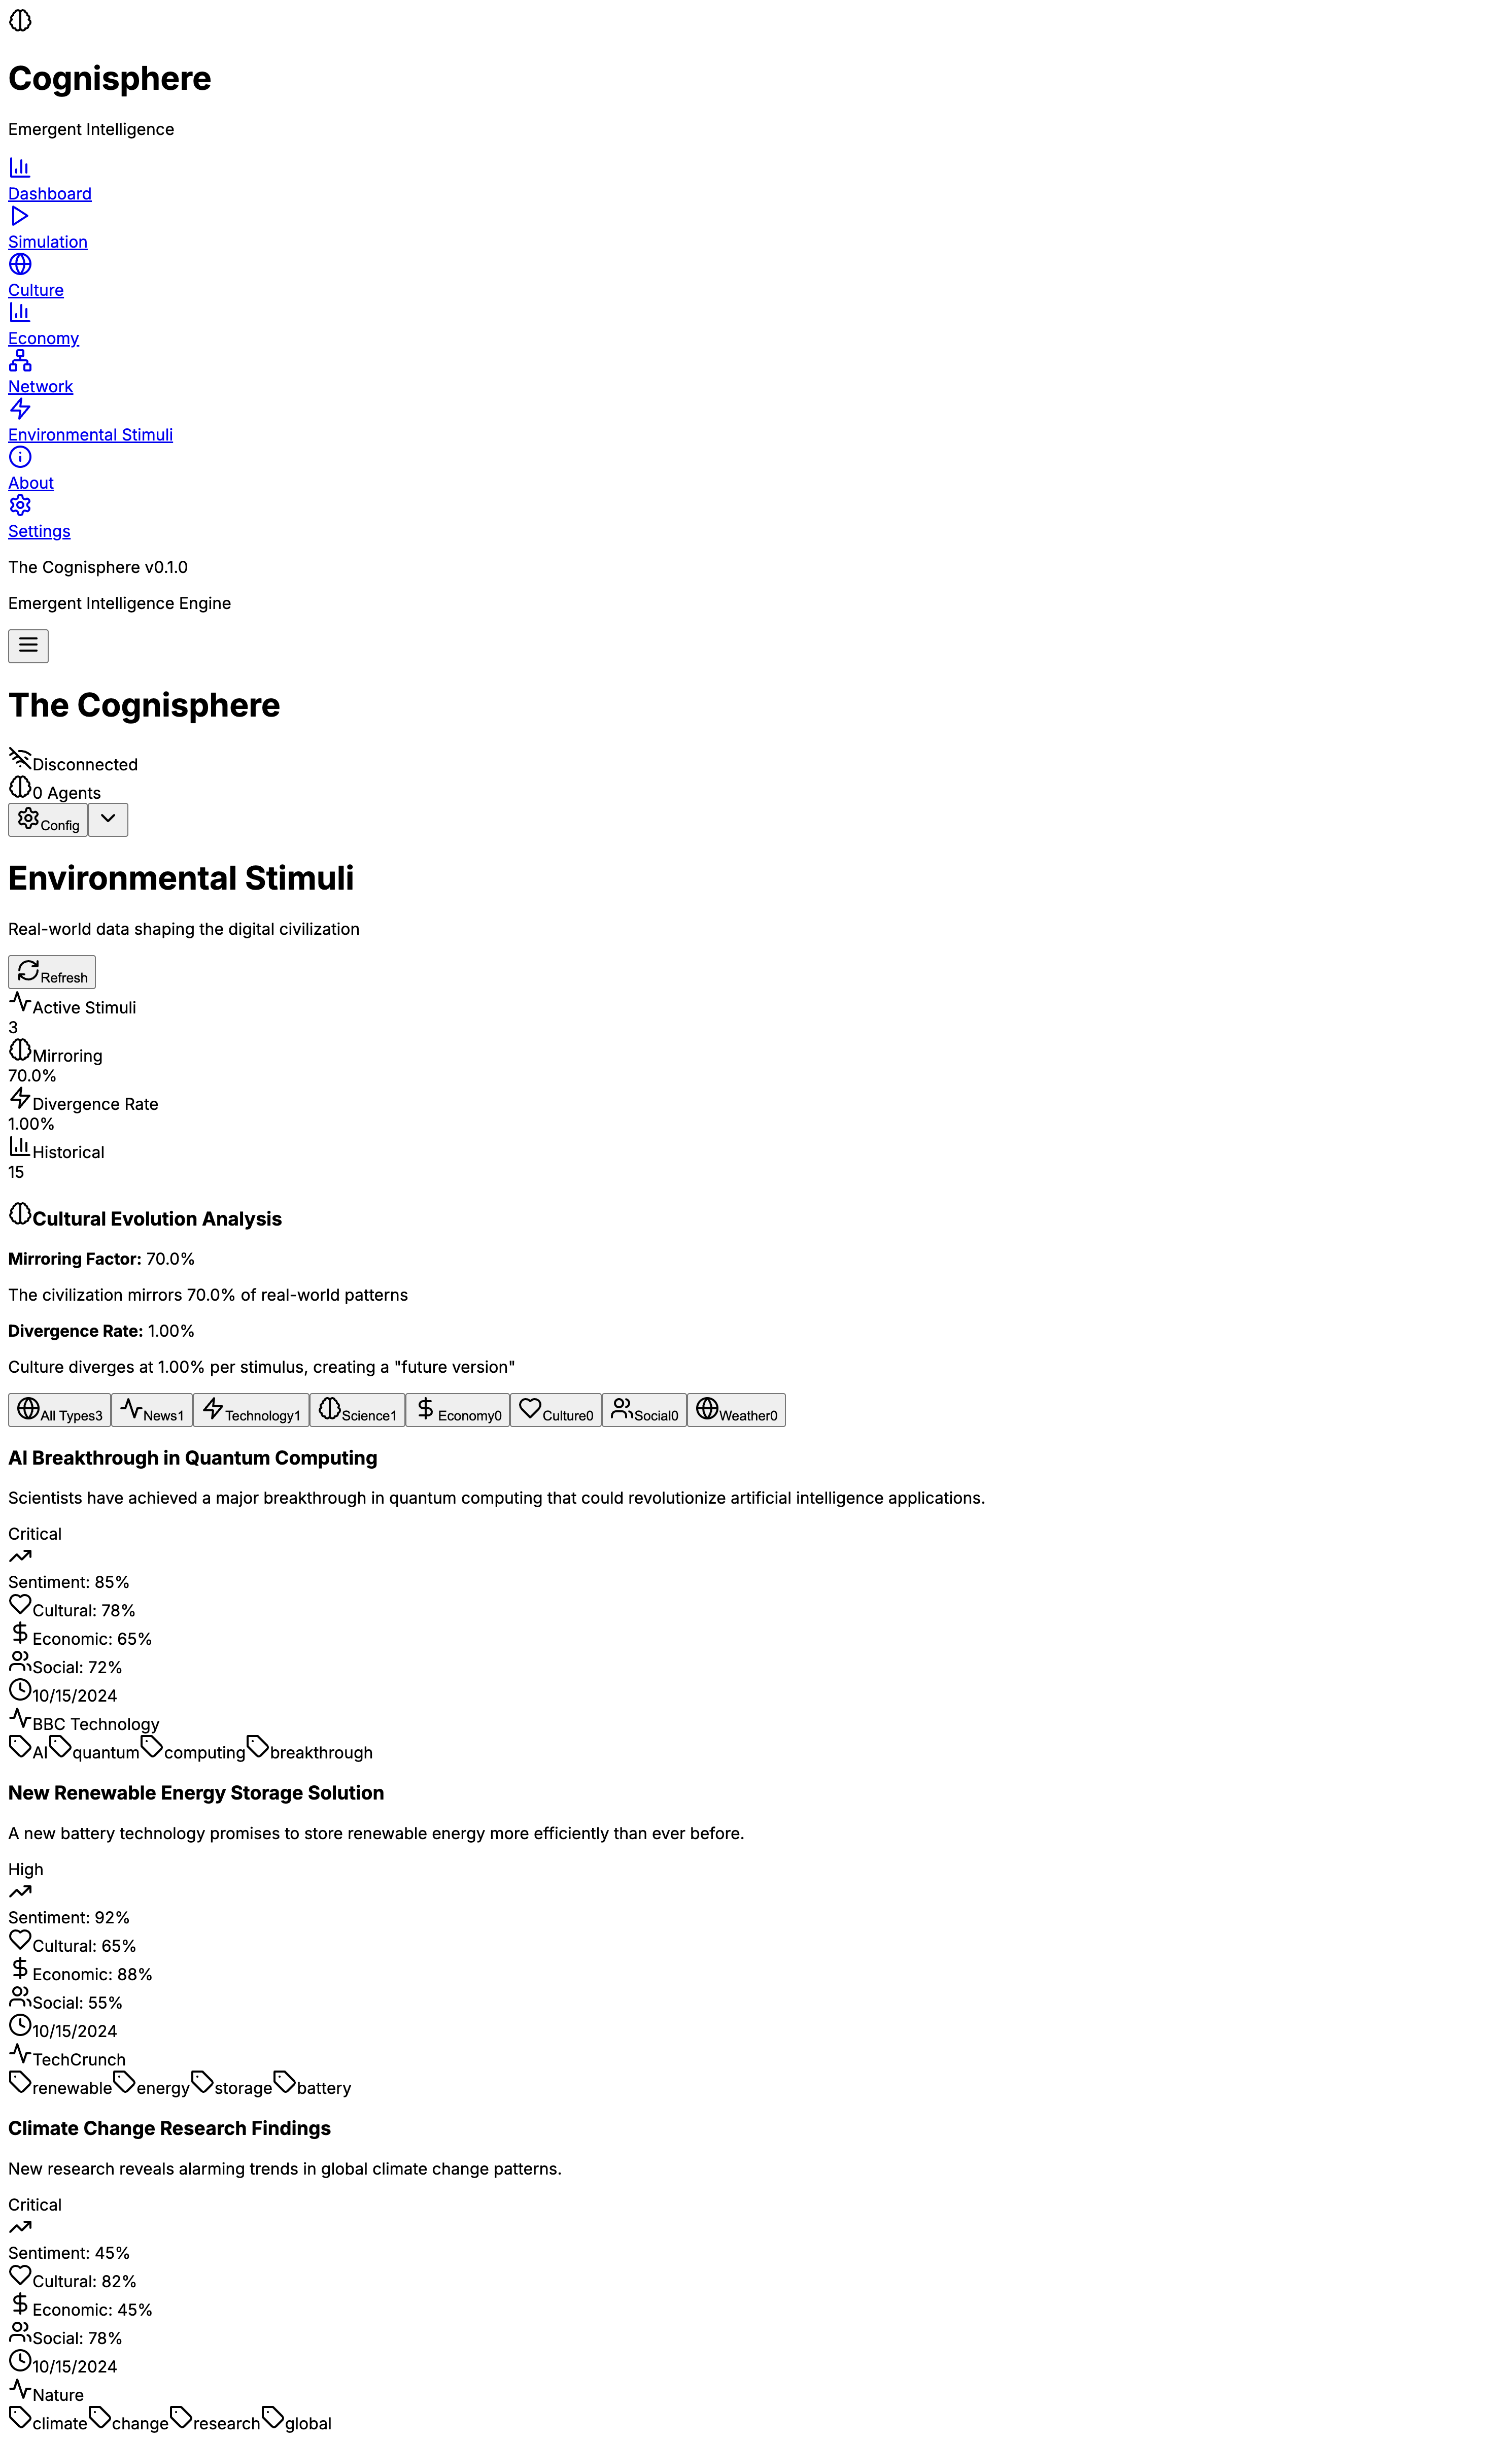 Cognisphere
Emergent Intelligence
Dashboard
Simulation
Culture
Economy
Network
Environmental Stimuli
About
Settings
The Cognisphere v0.1.0
Emergent Intelligence Engine
The Cognisphere
Disconnected
0 Agents
Config
Environmental Stimuli
Real-world data shaping the digital civilization
Refresh
Active Stimuli
3
Mirroring
70.0%
Divergence Rate
1.00%
Historical
15
Cultural Evolution Analysis
Mirroring Factor: 70.0%
The civilization mirrors 70.0% of real-world patterns
Divergence Rate: 1.00%
Culture diverges at 1.00% per stimulus, creating a "future version"
All Types3 News1 Technology1 Science1 Economy0 Culture0 Social0 Weather0
AI Breakthrough in Quantum Computing
Scientists have achieved a major breakthrough in quantum computing that could revolutionize artificial intelligence applications.
Critical
Sentiment: 85%
Cultural: 78%
Economic: 65%
Social: 72%
10/15/2024
BBC Technology
AI quantum computing breakthrough
New Renewable Energy Storage Solution
A new battery technology promises to store renewable energy more efficiently than ever before.
High
Sentiment: 92%
Cultural: 65%
Economic: 88%
Social: 55%
10/15/2024
TechCrunch
renewable energy storage battery
Climate Change Research Findings
New research reveals alarming trends in global climate change patterns.
Critical
Sentiment: 45%
Cultural: 82%
Economic: 45%
Social: 78%
10/15/2024
Nature
climate change research global